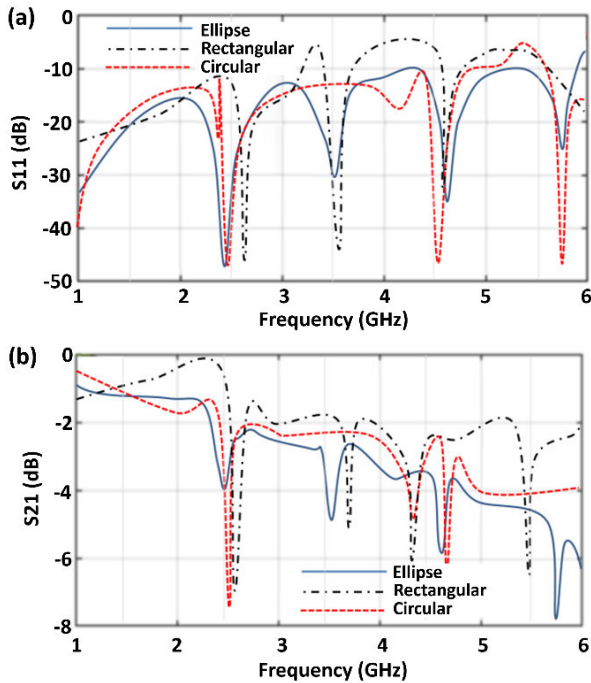 (a)
0
-10
-20
-30
-40
-50
S11 (dB)
Ellipse
Rectangular
Circular
1 2 3 4 5 6
Frequency (GHz)
(b)
0
-2
-4
-6
-8
S21 (dB)
Ellipse
Rectangular
Circular
1 2 3 4 5 6
Frequency (GHz)